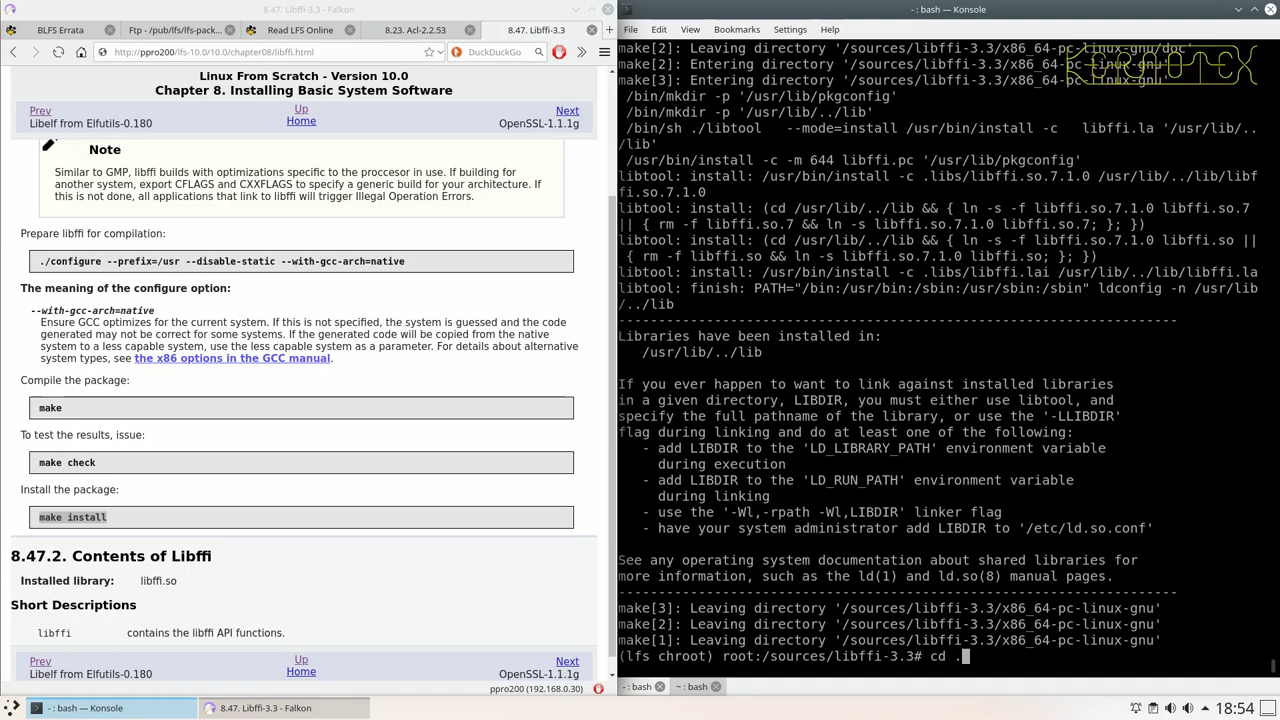 8.47. Libffi-3.3 - Falkon
BLFS Errata
Ftp - /pub/lfs/lfs-pack...
Read LFS Online
8.23. Acl-2.2.53
8.47. Libffi-3.3
http://ppro200/lfs-10.0/10.0/chapter08/libffi.html
DuckDuckGo
Linux From Scratch - Version 10.0
Chapter 8. Installing Basic System Software
Prev
Up
Next
Libelf from Elfutils-0.180
Home
OpenSSL-1.1.1g
Note
Similar to GMP, libffi builds with optimizations specific to the proccesor in use. If building for
another system, export CFLAGS and CXXFLAGS to specify a generic build for your architecture. If
this is not done, all applications that link to libffi will trigger Illegal Operation Errors.
Prepare libffi for compilation:
./configure --prefix=/usr --disable-static --with-gcc-arch=native
The meaning of the configure option:
--with-gcc-arch=native
Ensure GCC optimizes for the current system. If this is not specified, the system is guessed and the code
generated may not be correct for some systems. If the generated code will be copied from the native
system to a less capable system, use the less capable system as a parameter. For details about alternative
system types, see the x86 options in the GCC manual.
Compile the package:
make
To test the results, issue:
make check
Install the package:
make install
8.47.2. Contents of Libffi
Installed library: libffi.so
Short Descriptions
libffi contains the libffi API functions.
Prev
Up
Next
Libelf from Elfutils-0.180
Home
OpenSSL-1.1.1g
ppro200 (192.168.0.30)
- : bash — Konsole
File Edit View Bookmarks Settings Help
make[2]: Leaving directory '/sources/libffi-3.3/x86_64-pc-linux-gnu/doc'
make[2]: Entering directory '/sources/libffi-3.3/x86_64-pc-linux-gnu'
make[3]: Entering directory '/sources/libffi-3.3/x86_64-pc-linux-gnu'
/bin/mkdir -p '/usr/lib/pkgconfig'
/bin/mkdir -p '/usr/lib/../lib'
/bin/sh ./libtool --mode=install /usr/bin/install -c libffi.la '/usr/lib/..
/lib'
/usr/bin/install -c -m 644 libffi.pc '/usr/lib/pkgconfig'
libtool: install: /usr/bin/install -c .libs/libffi.so.7.1.0 /usr/lib/../lib/libf
fi.so.7.1.0
libtool: install: (cd /usr/lib/../lib && { ln -s -f libffi.so.7.1.0 libffi.so.7
|| { rm -f libffi.so.7 && ln -s libffi.so.7.1.0 libffi.so.7; }; })
libtool: install: (cd /usr/lib/../lib && { ln -s -f libffi.so.7.1.0 libffi.so ||
{ rm -f libffi.so && ln -s libffi.so.7.1.0 libffi.so; }; })
libtool: install: /usr/bin/install -c .libs/libffi.lai /usr/lib/../lib/libffi.la
libtool: finish: PATH="/bin:/usr/bin:/sbin:/usr/sbin:/sbin" ldconfig -n /usr/lib
/../lib
----------------------------------------------------------------------
Libraries have been installed in:
/usr/lib/../lib
If you ever happen to want to link against installed libraries
in a given directory, LIBDIR, you must either use libtool, and
specify the full pathname of the library, or use the '-LLIBDIR'
flag during linking and do at least one of the following:
- add LIBDIR to the 'LD_LIBRARY_PATH' environment variable
during execution
- add LIBDIR to the 'LD_RUN_PATH' environment variable
during linking
- use the '-Wl,-rpath -Wl,LIBDIR' linker flag
- have your system administrator add LIBDIR to '/etc/ld.so.conf'
See any operating system documentation about shared libraries for
more information, such as the ld(1) and ld.so(8) manual pages.
----------------------------------------------------------------------
make[3]: Leaving directory '/sources/libffi-3.3/x86_64-pc-linux-gnu'
make[2]: Leaving directory '/sources/libffi-3.3/x86_64-pc-linux-gnu'
make[1]: Leaving directory '/sources/libffi-3.3/x86_64-pc-linux-gnu'
(lfs chroot) root:/sources/libffi-3.3# cd .
- : bash
~ : bash
- : bash — Konsole
8.47. Libffi-3.3 - Falkon
18:54